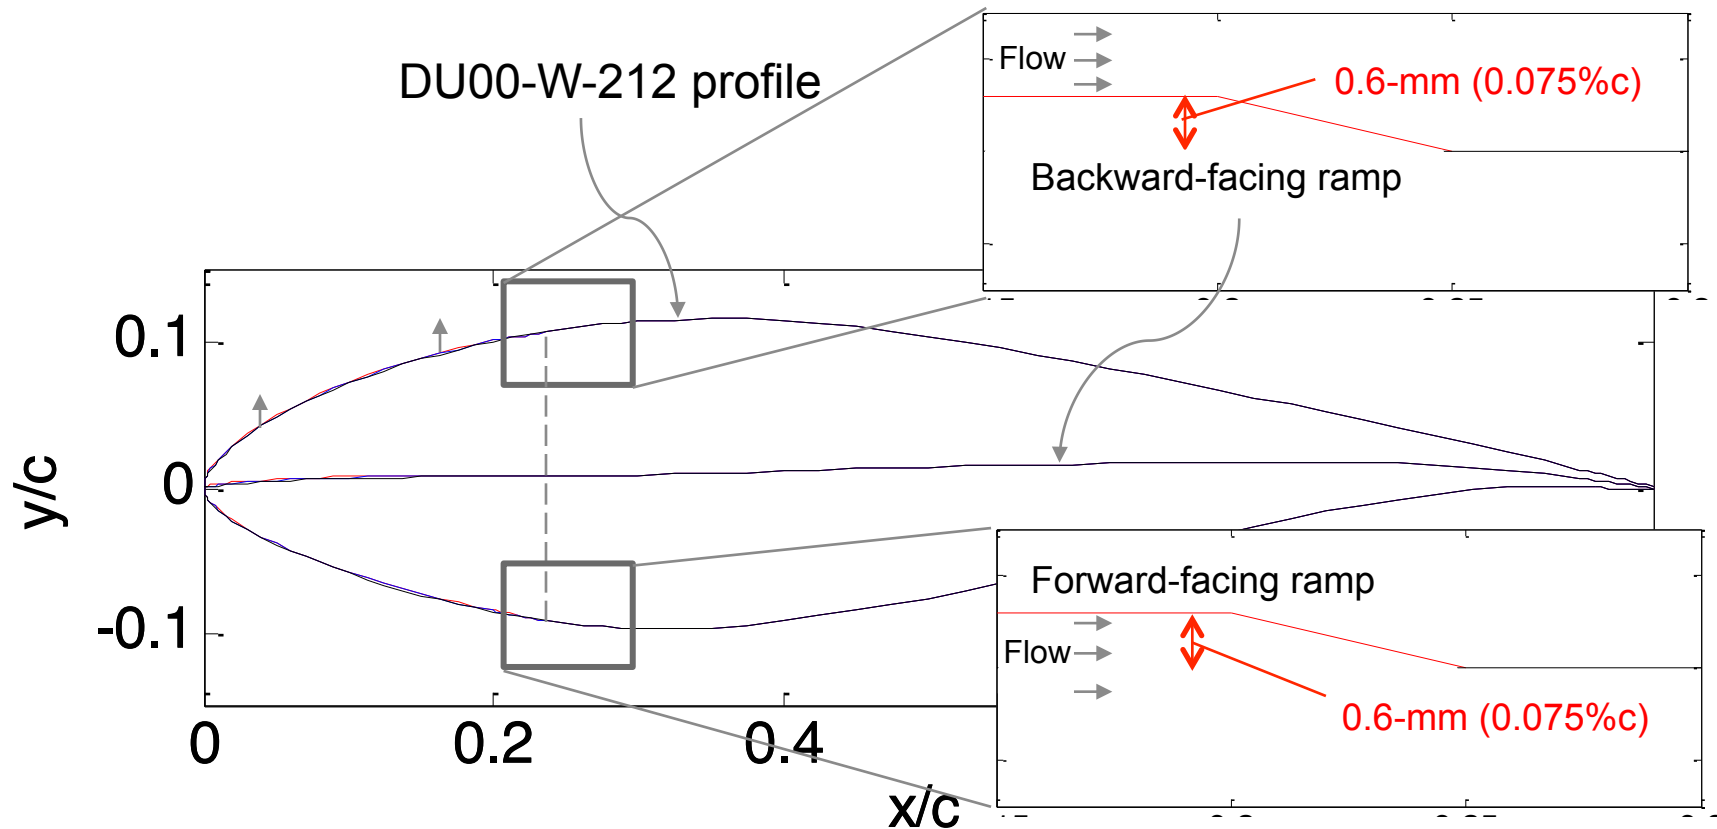 DU00-W-212 profile
Flow
0.6-mm (0.075%c)
Backward-facing ramp
0.1
0
-0.1
y/c
0
0.2
0.4
x/c
Forward-facing ramp
Flow
0.6-mm (0.075%c)